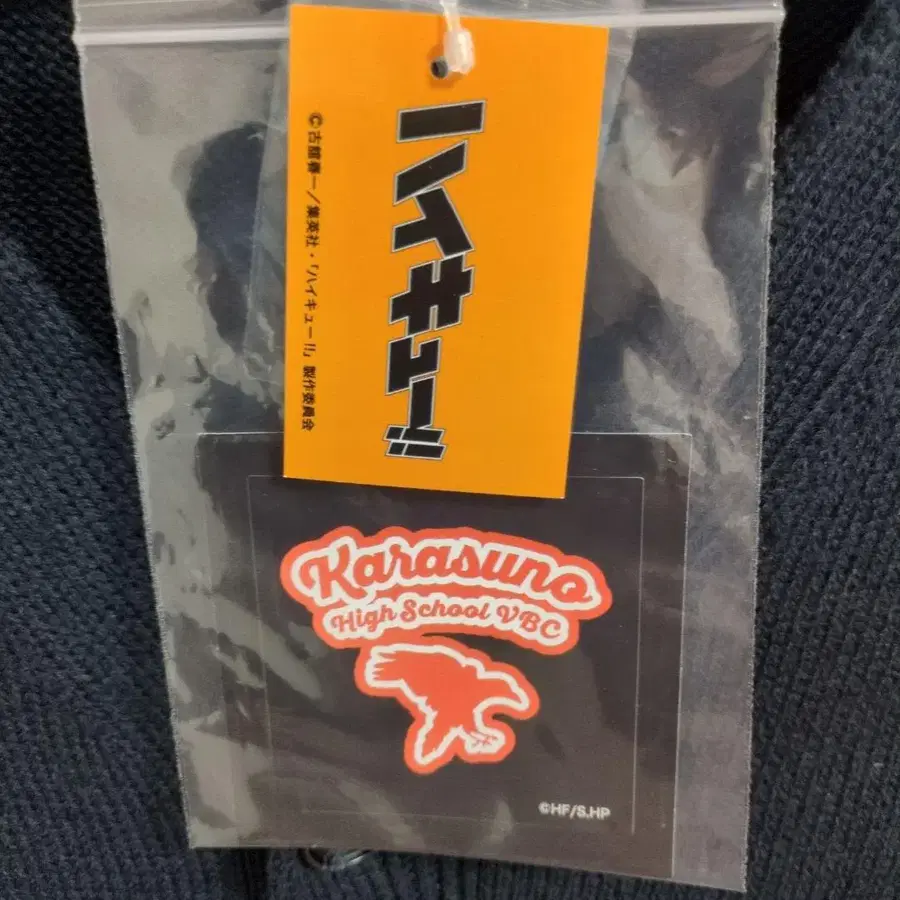 ハイキュー!!
©古舘春一／集英社・「ハイキュー!!」製作委員会
Karasuno
High School VBC
©HF/S,HP